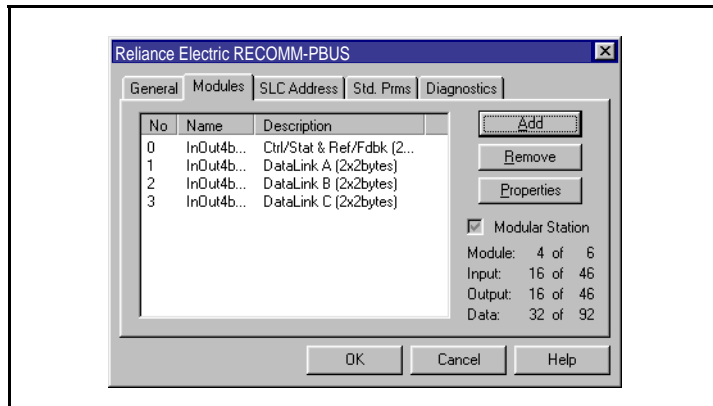 Reliance Electric RECOMM-PBUS
General Modules SLC Address Std. Prms Diagnostics
No Name Description
0 InOut4b... Ctrl/Stat & Ref/Fdbk (2...
1 InOut4b... DataLink A (2x2bytes)
2 InOut4b... DataLink B (2x2bytes)
3 InOut4b... DataLink C (2x2bytes)
Add
Remove
Properties
Modular Station
Module: 4 of 6
Input: 16 of 46
Output: 16 of 46
Data: 32 of 92
OK Cancel Help